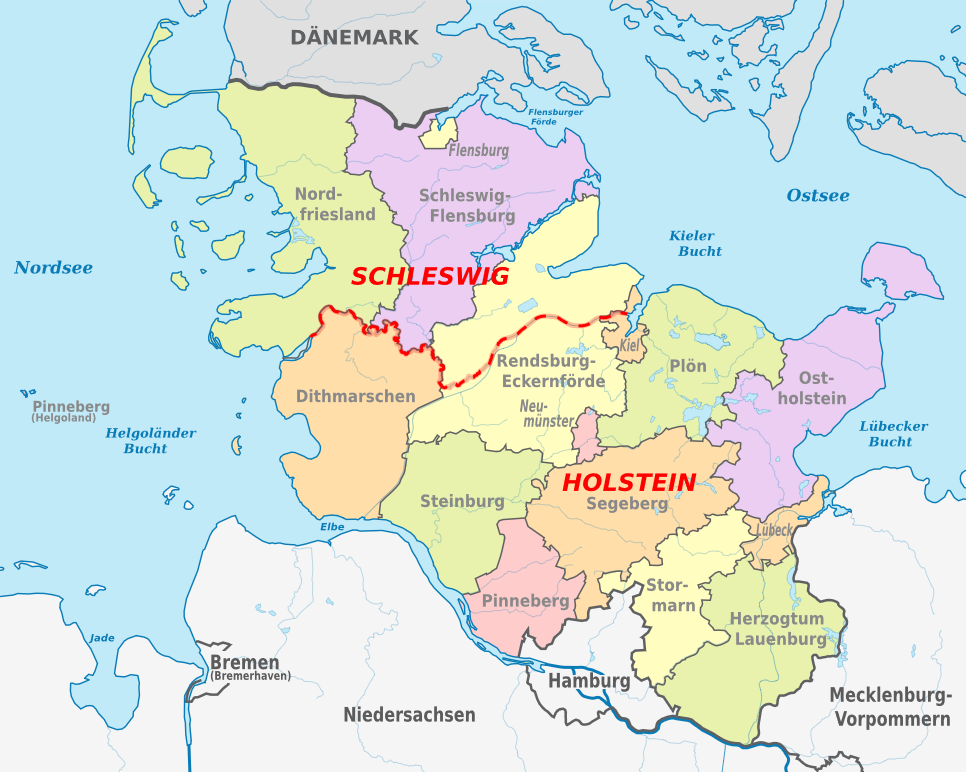 DÄNEMARK
Flensburger
Förde
Flensburg
Nord-
friesland
Schleswig-
Flensburg
Ostsee
Kieler
Bucht
Nordsee
SCHLESWIG
Kiel
Rendsburg-
Eckernförde
Plön
Ost-
holstein
Dithmarschen
Neu-
münster
Pinneberg
(Helgoland)
Helgoländer
Bucht
Lübecker
Bucht
HOLSTEIN
Steinburg
Segeberg
Elbe
Lübeck
Pinneberg
Stor-
marn
Herzogtum
Lauenburg
Jade
Bremen
(Bremerhaven)
Hamburg
Niedersachsen
Mecklenburg-
Vorpommern